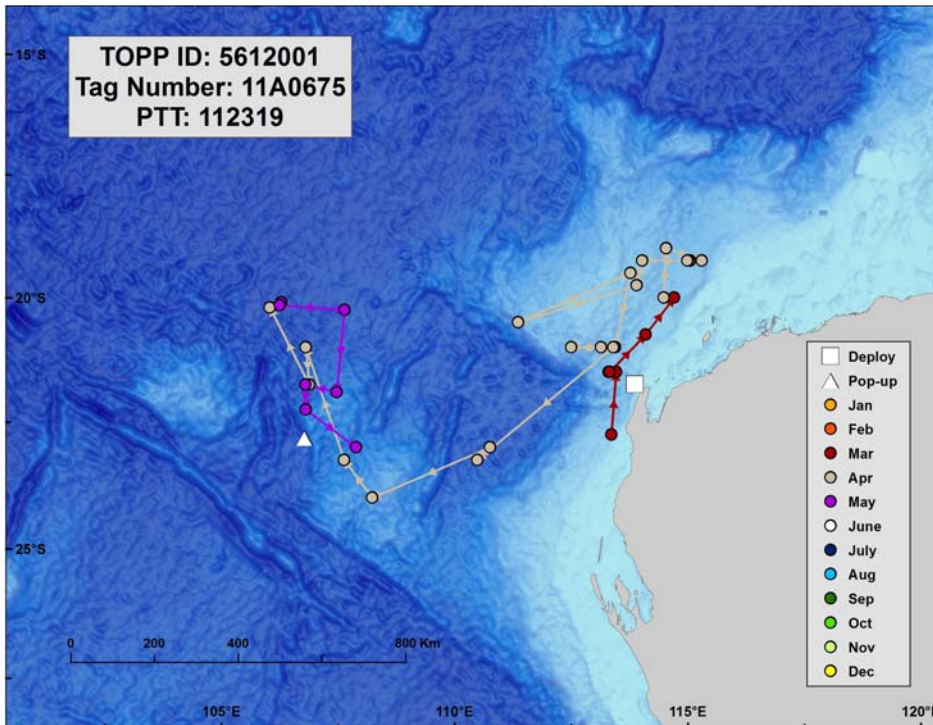 15°S
TOPP ID: 5612001
Tag Number: 11A0675
PTT: 112319
20°S
Deploy
Pop-up
Jan
Feb
Mar
Apr
May
June
July
Aug
Sep
Oct
Nov
Dec
25°S
0 200 400 800 Km
105°E 110°E 115°E 120°E